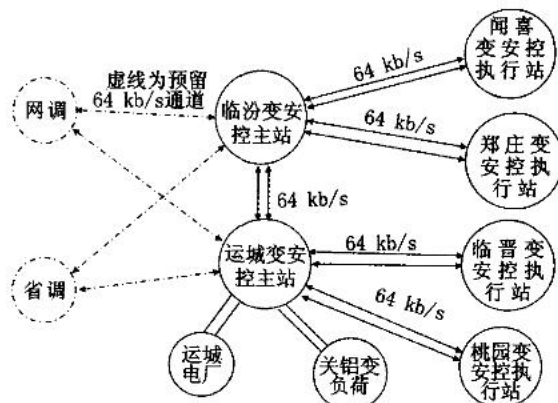 闻喜
变安控
执行站
虚线为预留
64 kb/s通道
64 kb/s
网调
临汾变安
控主站
64 kb/s
郑庄变
安控执
行站
64 kb/s
运城变安
控主站
64 kb/s
临晋变
安控执
行站
省调
64 kb/s
运城
电厂
关铝变
负荷
桃园变
安控执
行站